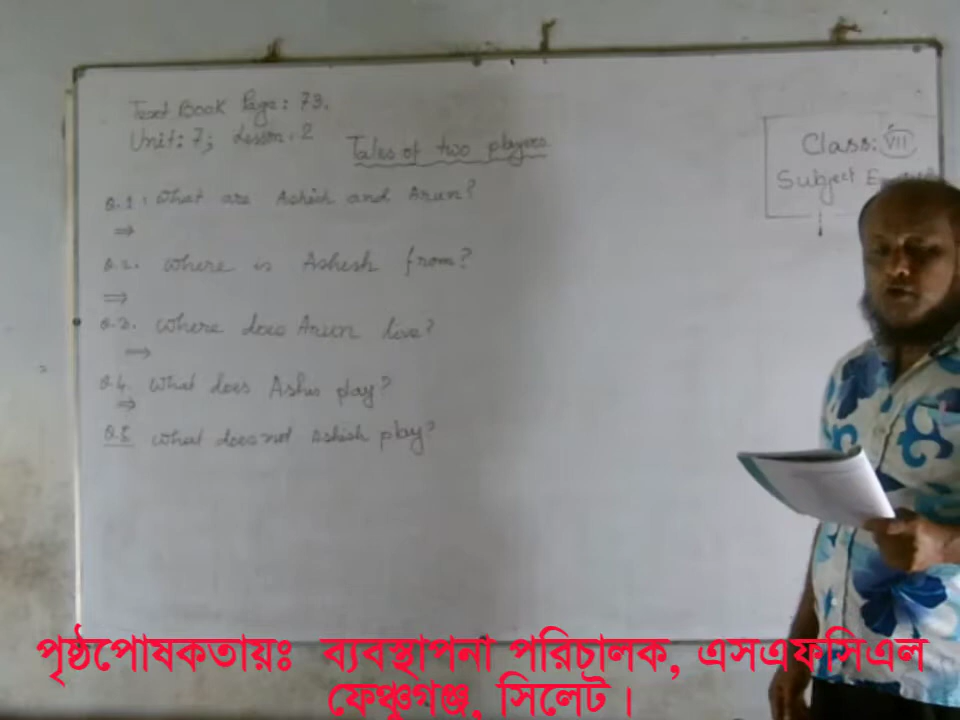 Text Book Page: 73.
Unit: 7; Lesson. 2
Tales of two players
Class: VII
Subject
Q.1: What are Ashish and Arun?
⇒
Q.2. Where is Ashesh from?
⇒
Q.3. Where does Arun live?
⇒
Q.4. What does Ashis play?
⇒
Q.5 What does not Ashish play?
পৃষ্ঠপোষকতায়ঃ ব্যবস্থাপনা পরিচালক, এসএফসিএল
ফেঞ্চুগঞ্জ, সিলেট।